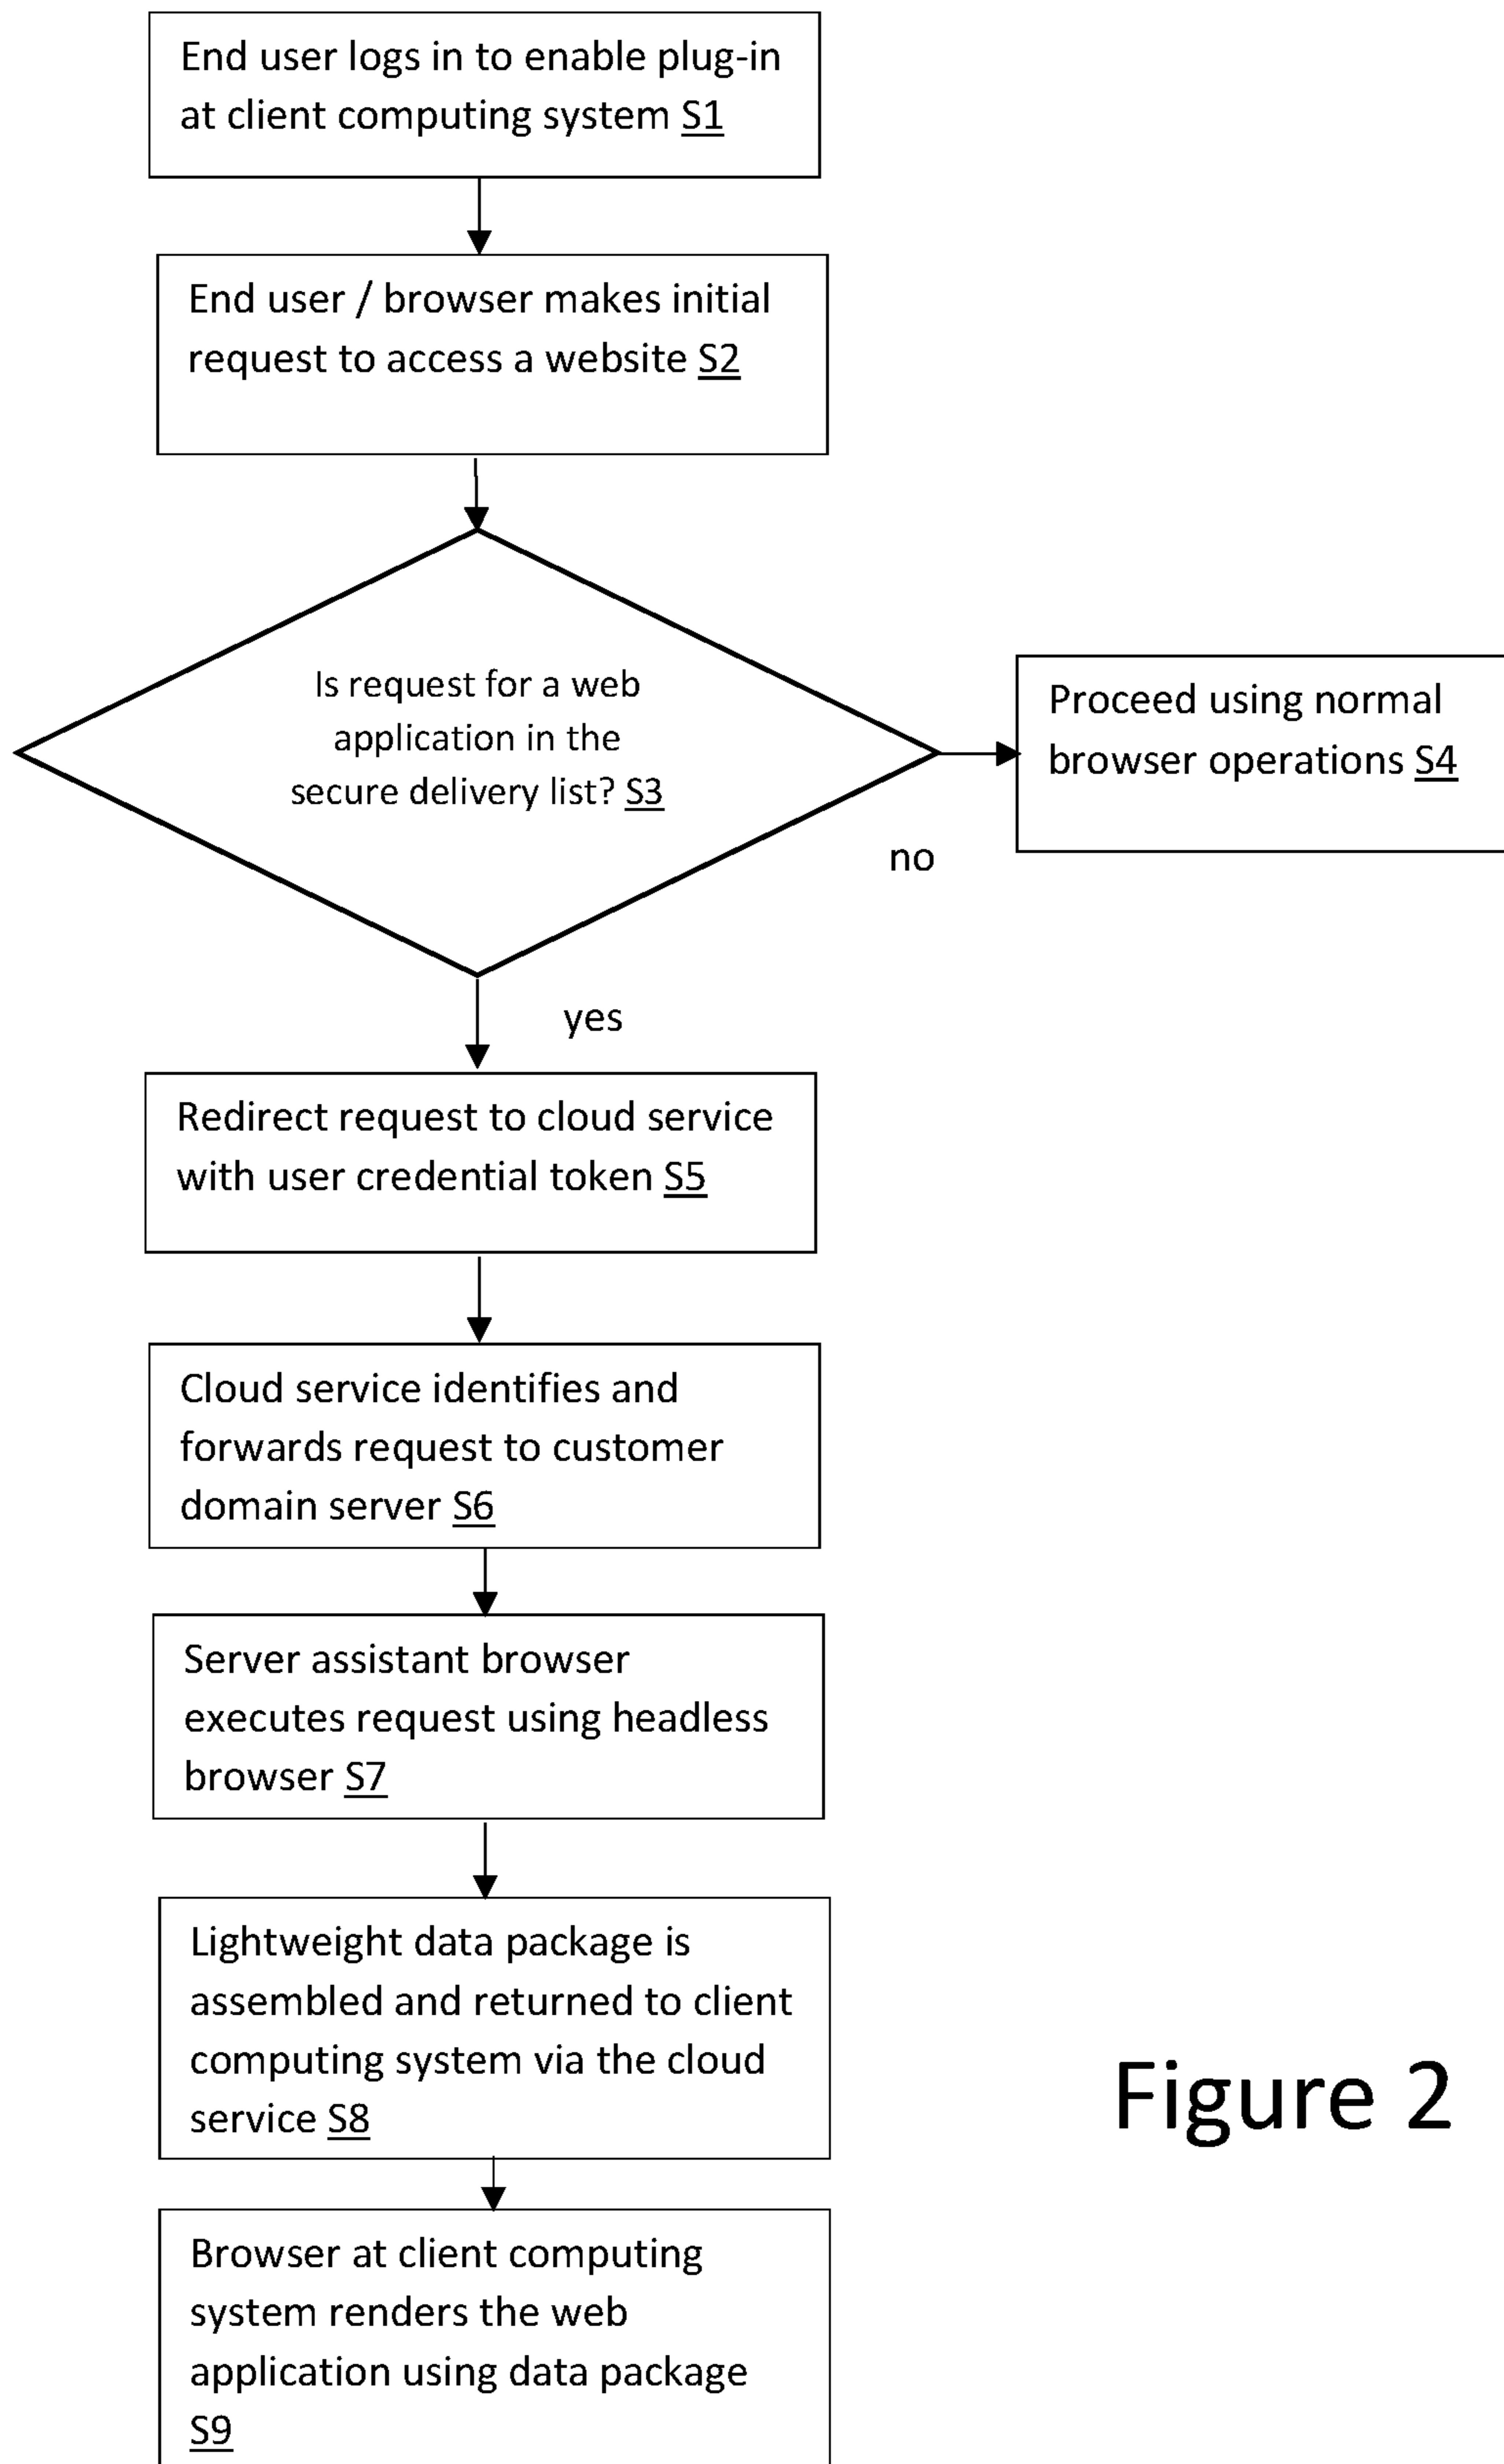 End user logs in to enable plug-in
at client computing system S1
End user / browser makes initial
request to access a website S2
Is request for a web
application in the
secure delivery list? S3
Proceed using normal
browser operations S4
no
yes
Redirect request to cloud service
with user credential token S5
Cloud service identifies and
forwards request to customer
domain server S6
Server assistant browser
executes request using headless
browser S7
Lightweight data package is
assembled and returned to client
computing system via the cloud
service S8
Browser at client computing
system renders the web
application using data package
S9
Figure 2